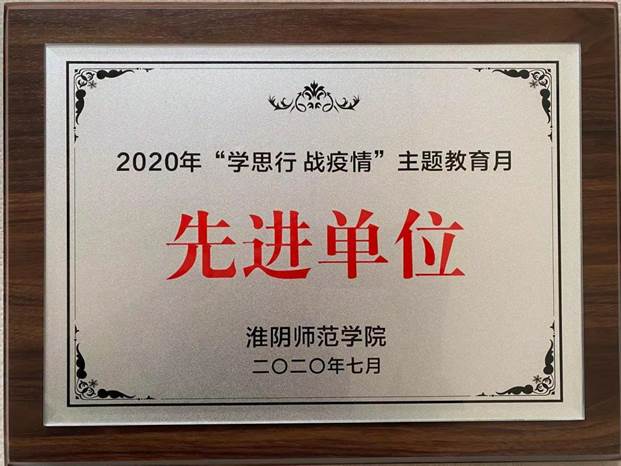 2020年“学思行 战疫情”主题教育月
先进单位
淮阴师范学院
二〇二〇年七月